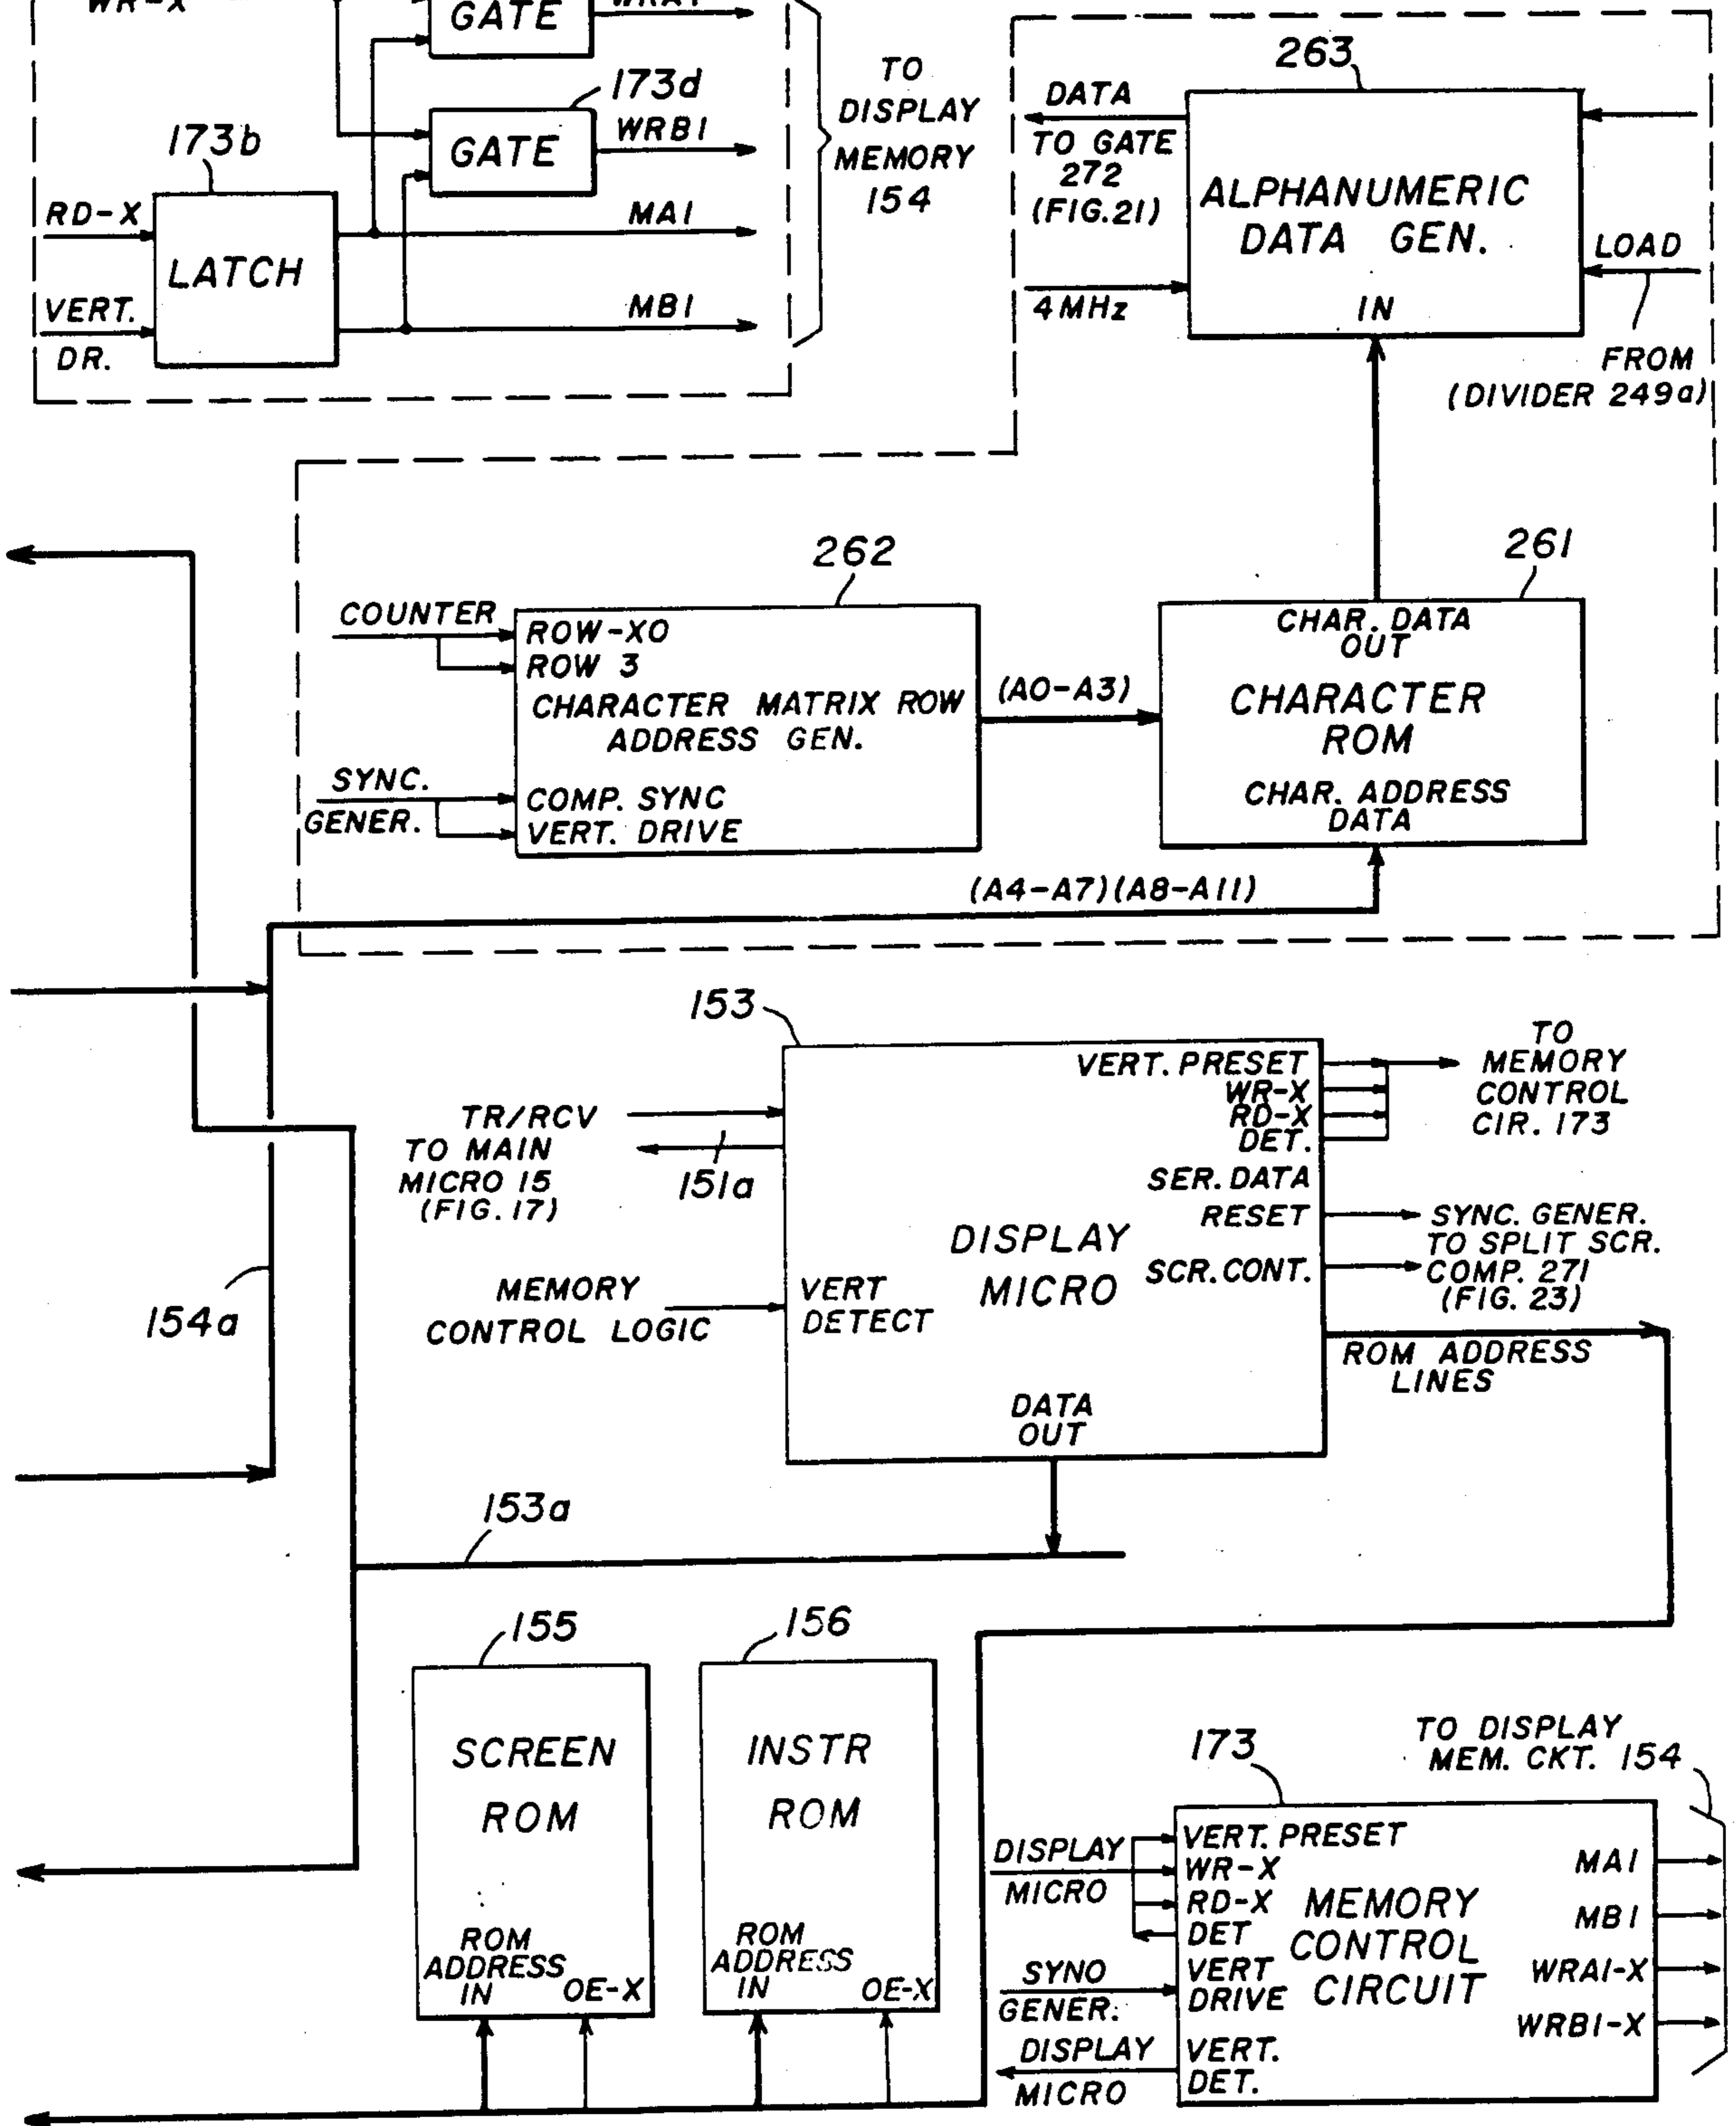 WR-X
GATE
173d
GATE
WRB1
173b
RD-X
LATCH
VERT.
DR.
MA1
MB1
TO
DISPLAY
MEMORY
154
263
DATA
TO GATE
272
(FIG.21)
4MHz
ALPHANUMERIC
DATA GEN.
IN
LOAD
FROM
(DIVIDER 249a)
262
COUNTER
ROW-XO
ROW 3
CHARACTER MATRIX ROW
ADDRESS GEN.
SYNC.
GENER.
COMP. SYNC
VERT. DRIVE
(A0-A3)
261
CHAR. DATA
OUT
CHARACTER
ROM
CHAR. ADDRESS
DATA
(A4-A7)(A8-A11)
153
TR/RCV
TO MAIN
MICRO 15
(FIG.17)
151a
VERT. PRESET
WR-X
RD-X
DET.
SER. DATA
RESET
SCR. CONT.
DISPLAY
MICRO
MEMORY
CONTROL LOGIC
VERT
DETECT
DATA
OUT
TO
MEMORY
CONTROL
CIR. 173
SYNC. GENER.
TO SPLIT SCR.
COMP. 271
(FIG. 23)
ROM ADDRESS
LINES
154a
153a
155
SCREEN
ROM
ROM
ADDRESS
IN
OE-X
156
INSTR
ROM
ROM
ADDRESS
IN
OE-X
TO DISPLAY
MEM. CKT. 154
173
DISPLAY
MICRO
VERT. PRESET
WR-X
RD-X
DET
SYNO
GENER.
VERT
DRIVE
DISPLAY
MICRO
VERT.
DET.
MEMORY
CONTROL
CIRCUIT
MA1
MB1
WRA1-X
WRB1-X